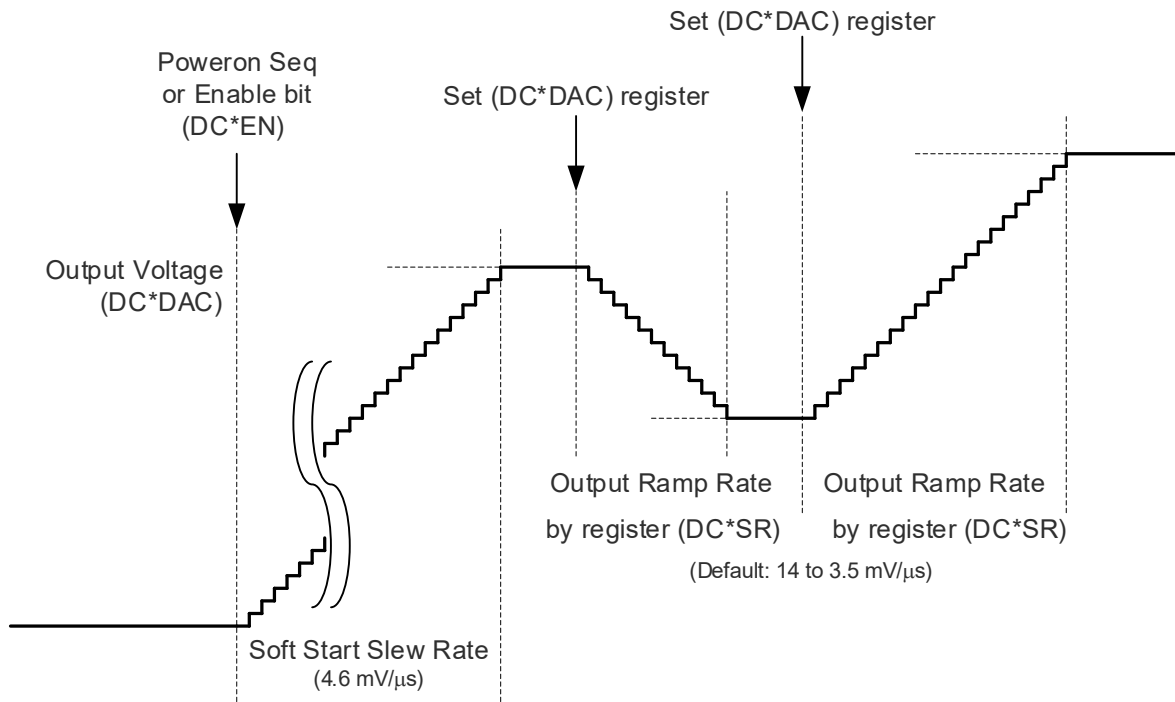 Set (DC*DAC) register
Poweron Seq
or Enable bit
(DC*EN)
Set (DC*DAC) register
Output Voltage
(DC*DAC)
Output Ramp Rate
by register (DC*SR)
Output Ramp Rate
by register (DC*SR)
(Default: 14 to 3.5 mV/μs)
Soft Start Slew Rate
(4.6 mV/μs)